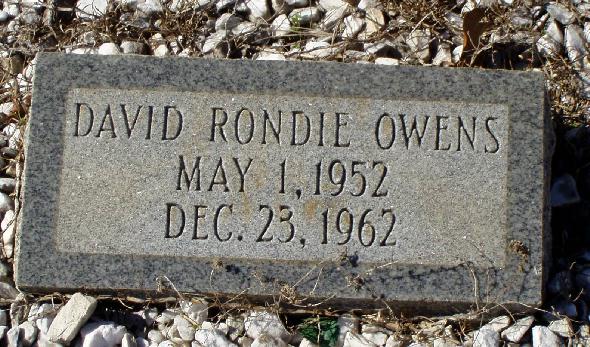 DAVID RONDIE OWENS
MAY 1, 1952
DEC. 23, 1962